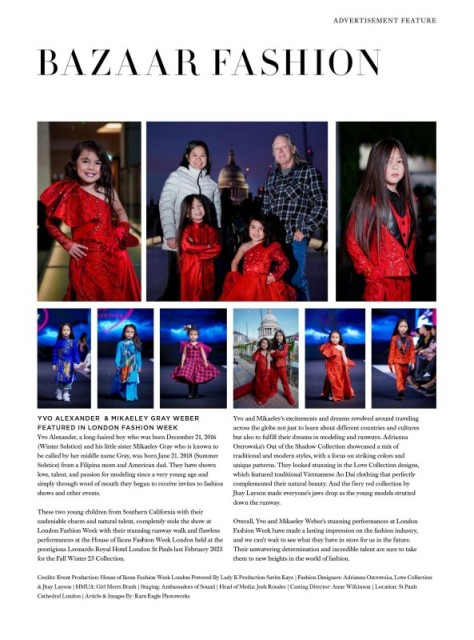 ADVERTISEMENT FEATURE
BAZAAR FASHION
YVO ALEXANDER & MIKAELEY GRAY WEBER
FEATURED IN LONDON FASHION WEEK
Yvo Alexander, a long-haired boy who was born December 21, 2016
(Winter Solstice) and his little sister Mikaeley Gray who is known to
be called by her middle name Gray, was born June 21, 2018 (Summer
Solstice) from a Filipina mom and American dad. They have shown
love, talent, and passion for modeling since a very young age and
simply through word of mouth they began to receive invites to fashion
shows and other events.
These two young children from Southern California with their
undeniable charm and natural talent, completely stole the show at
London Fashion Week with their stunning runway walk and flawless
performances at the House of Ikons Fashion Week London held at the
prestigious Leonardo Royal Hotel London St Pauls last February 2023
for the Fall Winter 23 Collection.
Yvo and Mikaeley's excitements and dreams revolved around traveling
across the globe not just to learn about different countries and cultures
but also to fulfill their dreams in modeling and runways. Adrianna
Ostrowska's Out of the Shadow Collection showcased a mix of
traditional and modern styles, with a focus on striking colors and
unique patterns. They looked stunning in the Love Collection designs,
which featured traditional Vietnamese Ao Dai clothing that perfectly
complemented their natural beauty. And the fiery red collection by
Jhay Layson made everyone's jaws drop as the young models strutted
down the runway.
Overall, Yvo and Mikaeley Weber's stunning performances at London
Fashion Week have made a lasting impression on the fashion industry,
and we can't wait to see what they have in store for us in the future.
Their unwavering determination and incredible talent are sure to take
them to new heights in the world of fashion.
Credits: Event Production: House of Ikons Fashion Week London Powered By Lady K Production Savita Kaye | Fashion Designers: Adrianna Ostrowska, Love Collection
& Jhay Layson | HMUA: Girl Meets Brush | Staging: Ambassadors of Sound | Head of Media: Josh Rosales | Casting Director: Anne Wilkinson | Location: St Pauls
Cathedral London | Article & Images By: Raen Eagle Photoworks